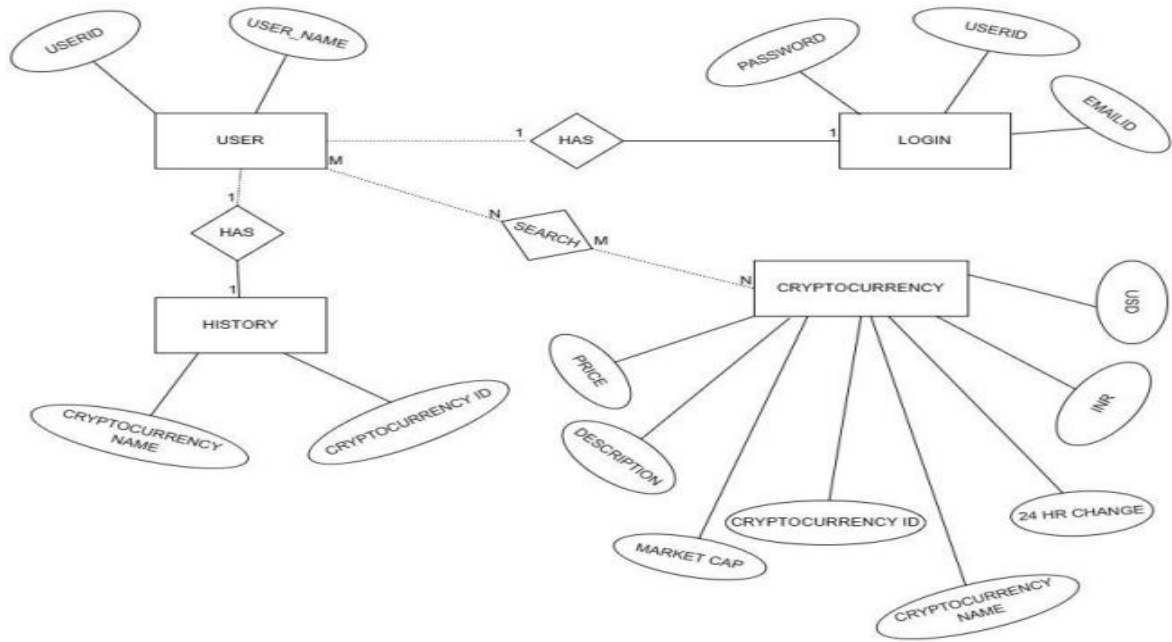 USERID
USER_NAME
PASSWORD
USERID
EMAILID
USER
1
HAS
1
LOGIN
M
1
HAS
N
SEARCH
M
N
CRYPTOCURRENCY
USD
1
HISTORY
PRICE
INR
CRYPTOCURRENCY
NAME
CRYPTOCURRENCY ID
DESCRIPTION
MARKET CAP
CRYPTOCURRENCY ID
24 HR CHANGE
CRYPTOCURRENCY
NAME